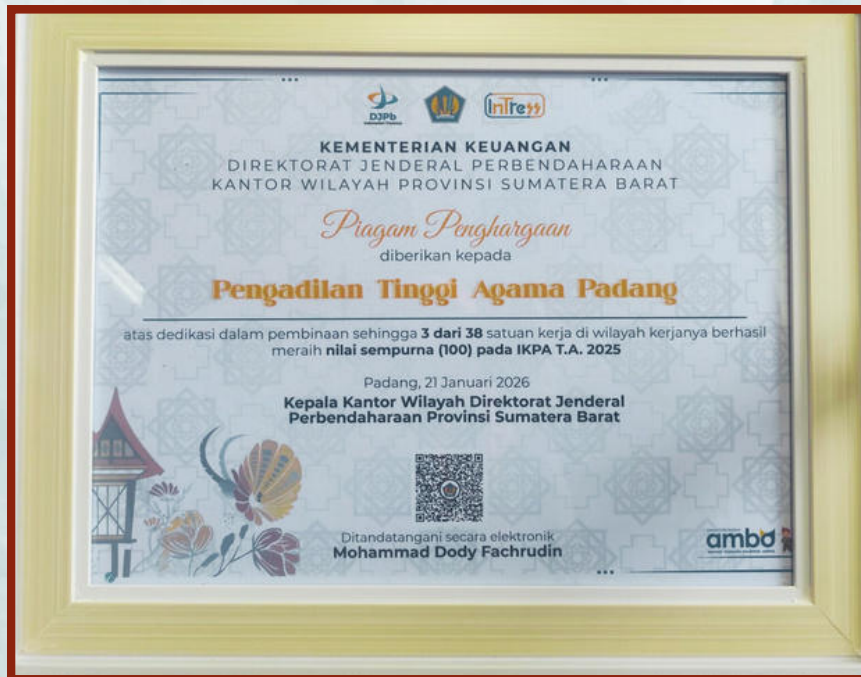 DJPb
InTress
KEMENTERIAN KEUANGAN
DIREKTORAT JENDERAL PERBENDAHARAAN
KANTOR WILAYAH PROVINSI SUMATERA BARAT
Piagam Penghargaan
diberikan kepada
Pengadilan Tinggi Agama Padang
atas dedikasi dalam pembinaan sehingga 3 dari 38 satuan kerja di wilayah kerjanya berhasil
meraih nilai sempurna (100) pada IKPA T.A. 2025
Padang, 21 Januari 2026
Kepala Kantor Wilayah Direktorat Jenderal
Perbendaharaan Provinsi Sumatera Barat
Ditandatangani secara elektronik
Mohammad Dody Fachrudin
ambo